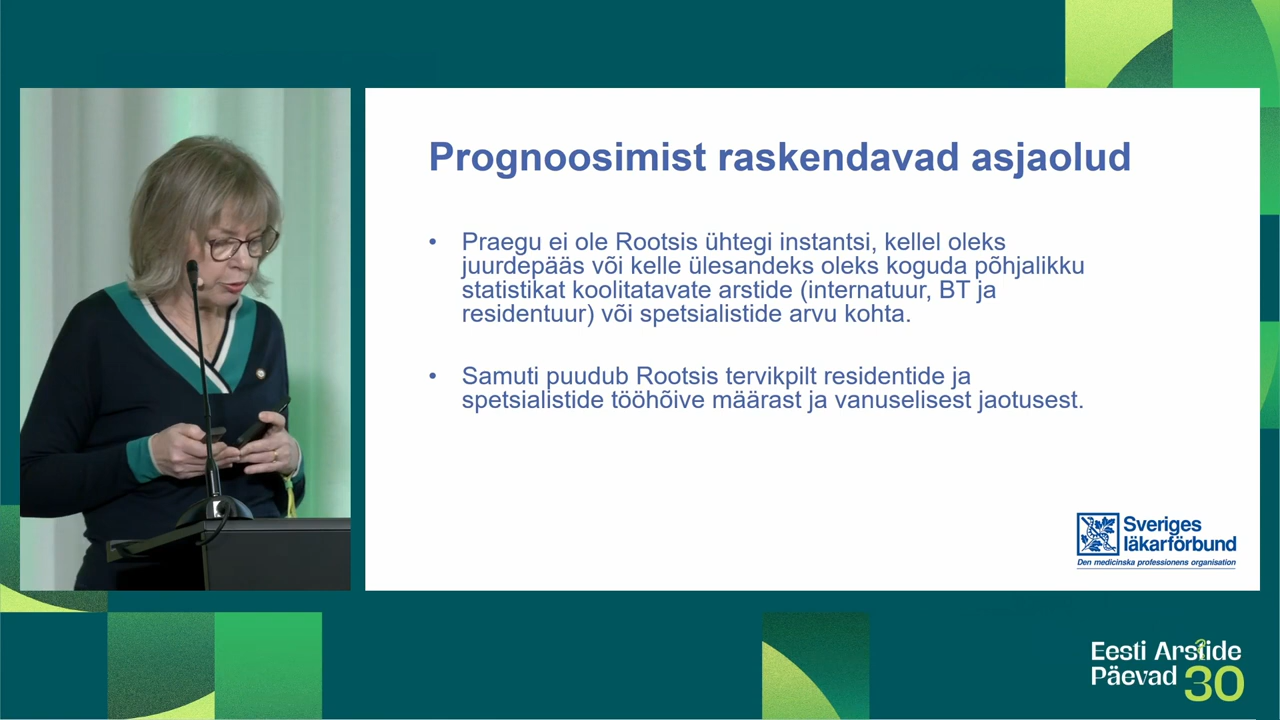 Prognoosimist raskendavad asjaolud
• Praegu ei ole Rootsis ühtegi instantsi, kellel oleks
juurdepääs või kelle ülesandeks oleks koguda põhjalikku
statistikat koolitatavate arstide (internatuur, BT ja
residentuur) või spetsialistide arvu kohta.
• Samuti puudub Rootsis tervikpilt residentide ja
spetsialistide tööhõive määrast ja vanuselisest jaotusest.
Sveriges
läkarförbund
Den medicinska professionens organisation
Eesti Arstide
Päevad 30